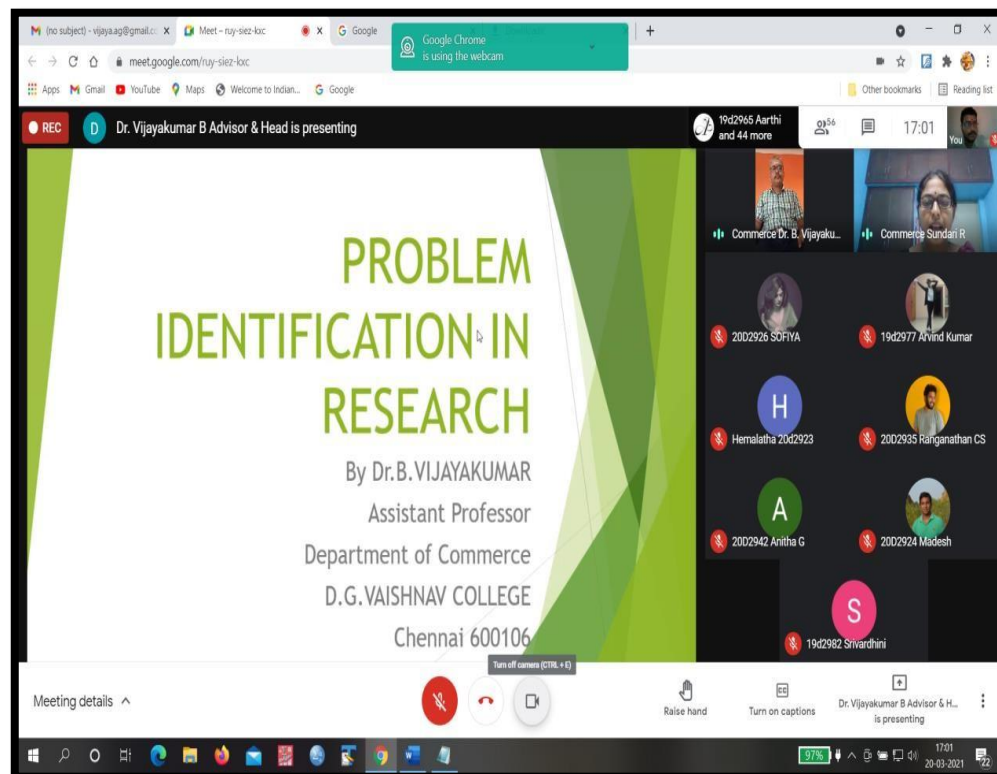 (no subject) - vijaya.ag@gmail.c
Meet – ruy-siez-kxc
Google
Google Chrome
is using the webcam
meet.google.com/ruy-siez-kxc
Apps
Gmail
YouTube
Maps
Welcome to Indian...
Google
Other bookmarks
Reading list
REC
D
Dr. Vijayakumar B Advisor & Head is presenting
19d2965 Aarthi
and 44 more
56
17:01
You
PROBLEM
IDENTIFICATION IN
RESEARCH
By Dr.B.VIJAYAKUMAR
Assistant Professor
Department of Commerce
D.G.VAISHNAV COLLEGE
Chennai 600106
Commerce Dr. B. Vijayaku...
Commerce Sundari R
20D2926 SOFIYA
19d2977 Arvind Kumar
H
Hemalatha 20d2923
20D2935 Ranganathan CS
A
20D2942 Anitha G
20D2924 Madesh
S
19d2982 Srivardhini
Turn off camera (CTRL + E)
Meeting details
Raise hand
CC
Turn on captions
Dr. Vijayakumar B Advisor & H...
is presenting
97%
17:01
20-03-2021
22